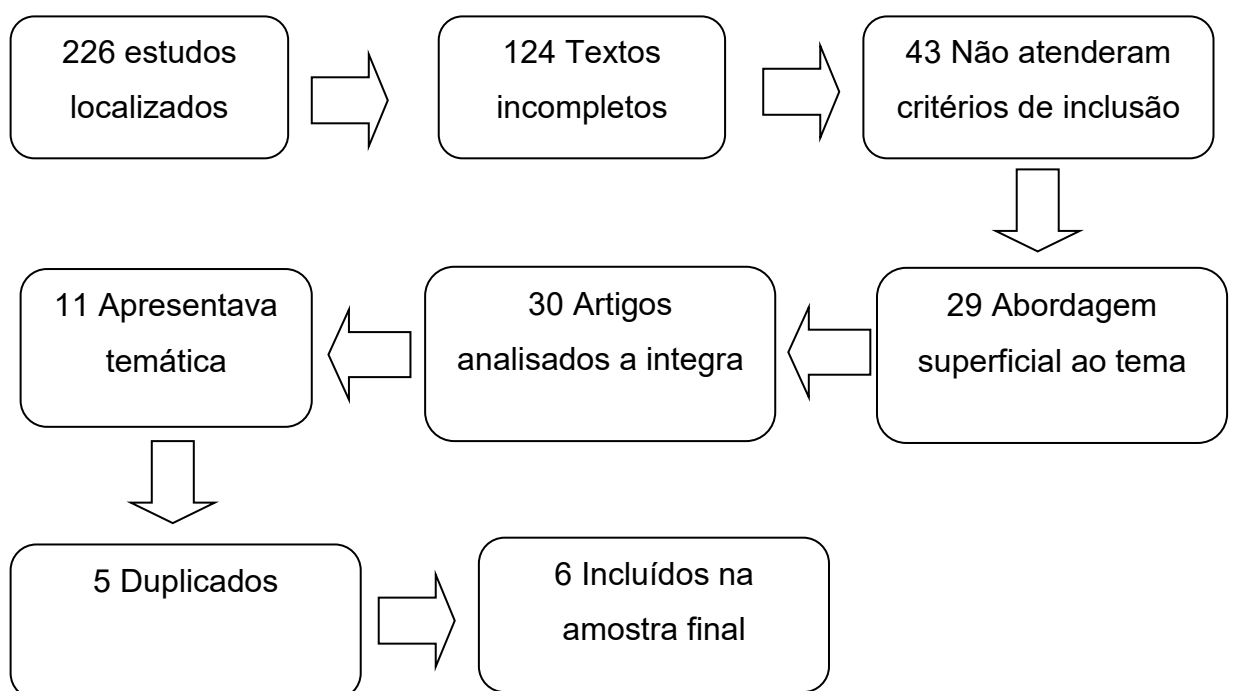 226 estudos
localizados
124 Textos
incompletos
43 Não atenderam
critérios de inclusão
29 Abordagem
superficial ao tema
30 Artigos
analisados a integra
11 Apresentava
temática
5 Duplicados
6 Incluídos na
amostra final